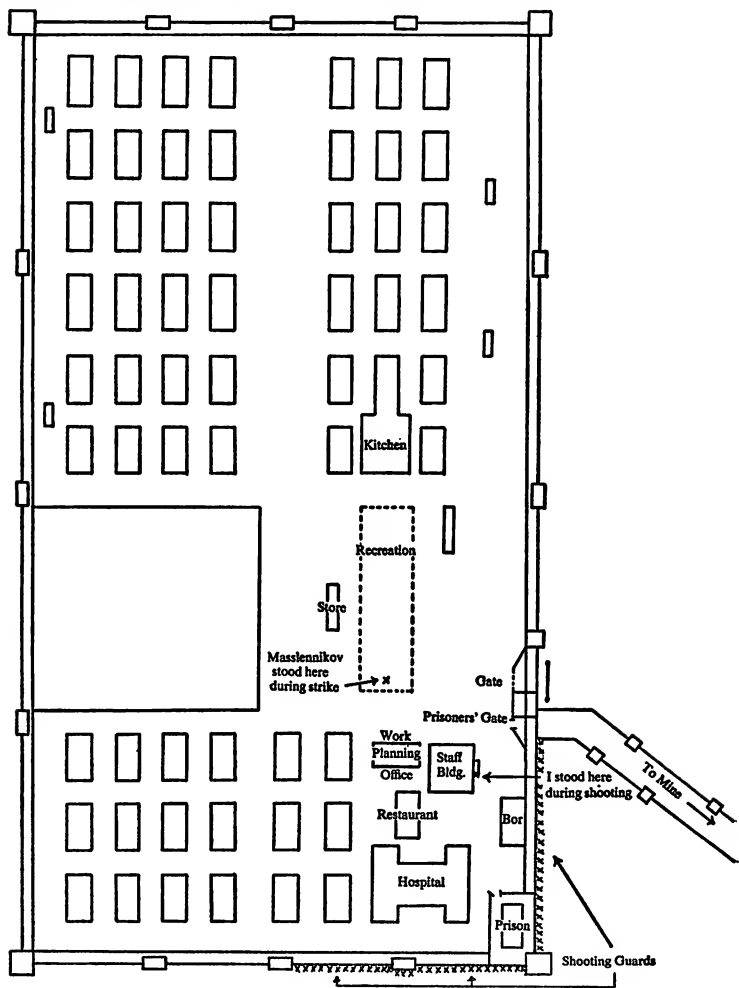 Kitchen
Recreation
Store
Masslennikov
stood here
during strike
x
Gate
Prisoners' Gate
Work
Planning
Office
Staff
Bldg.
To Mine
I stood here
during shooting
Restaurant
Bor
Hospital
Prison
Shooting Guards